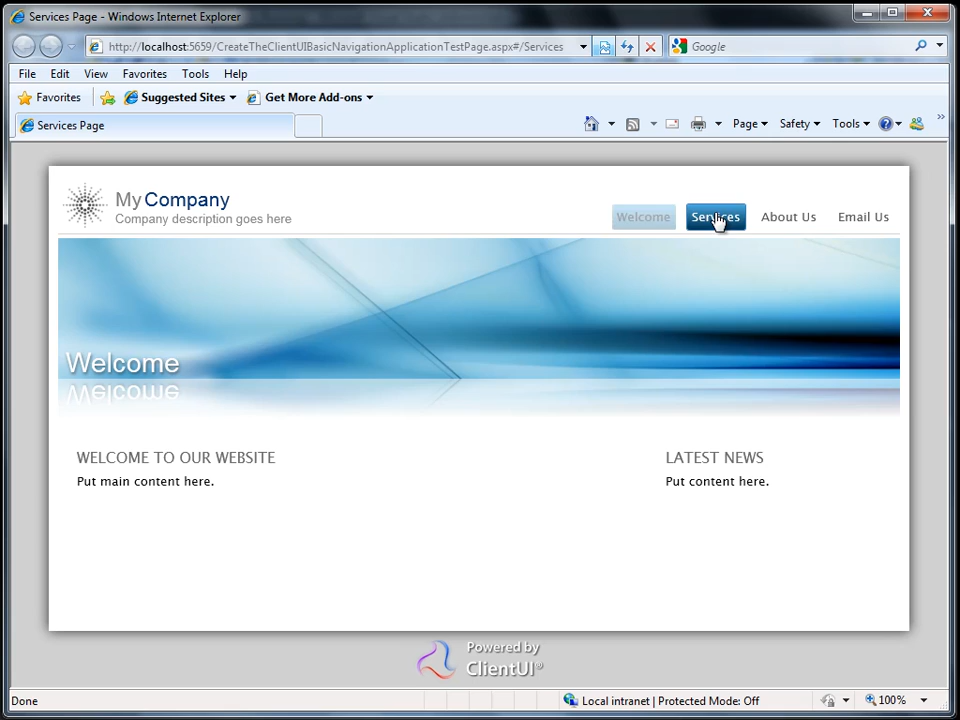 Services Page - Windows Internet Explorer
http://localhost:5659/CreateTheClientUIBasicNavigationApplicationTestPage.aspx#/Services
Google
File Edit View Favorites Tools Help
Favorites Suggested Sites Get More Add-ons
Services Page
Page Safety Tools
MyCompany
Company description goes here
Welcome Services About Us Email Us
Welcome
WELCOME TO OUR WEBSITE
Put main content here.
LATEST NEWS
Put content here.
Powered by
ClientUI®
Done
Local intranet | Protected Mode: Off
100%